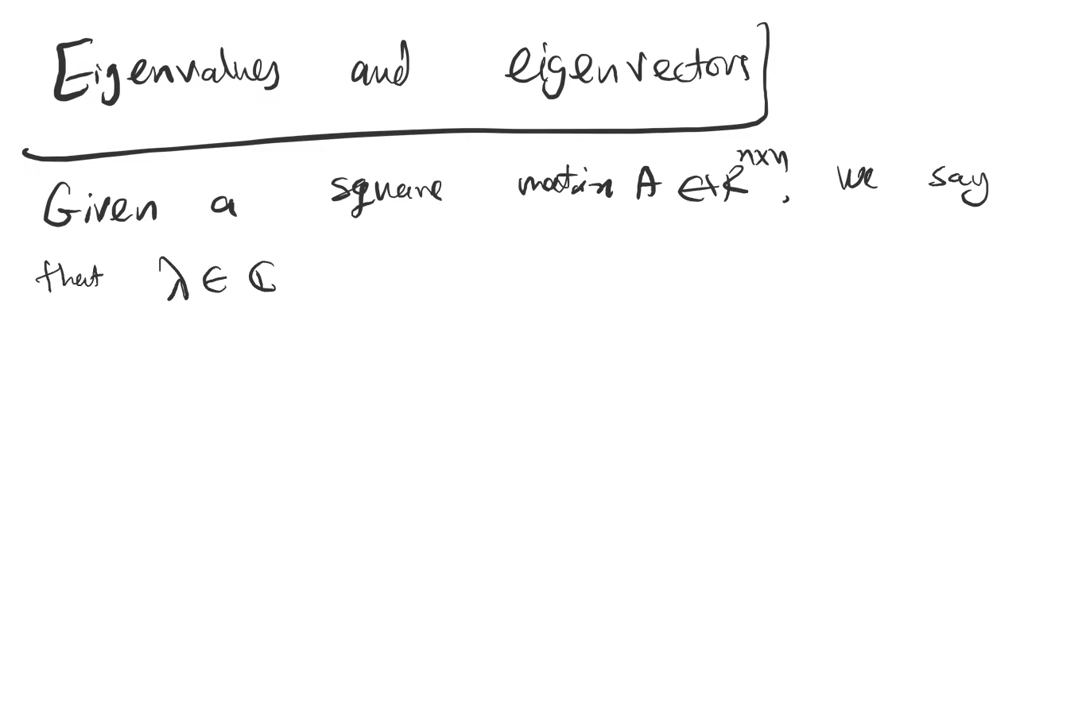 Eigenvalues and eigenvectors
Given a square matrix A ∈ ℝ^{n×n}, we say
that λ ∈ ℂ